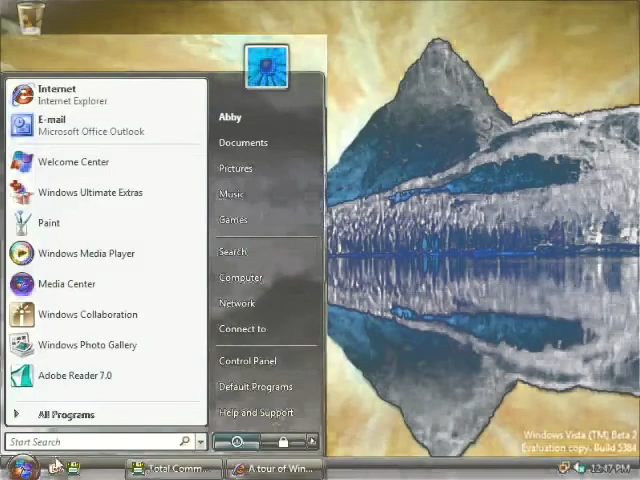 Internet
Internet Explorer
E-mail
Microsoft Office Outlook
Welcome Center
Windows Ultimate Extras
Paint
Windows Media Player
Media Center
Windows Collaboration
Windows Photo Gallery
Adobe Reader 7.0
All Programs
Start Search
Abby
Documents
Pictures
Music
Games
Search
Computer
Network
Connect to
Control Panel
Default Programs
Help and Support
Windows Vista (TM) Beta 2
Evaluation copy. Build 5384
Total Comm...
A tour of Win...
12:47 PM